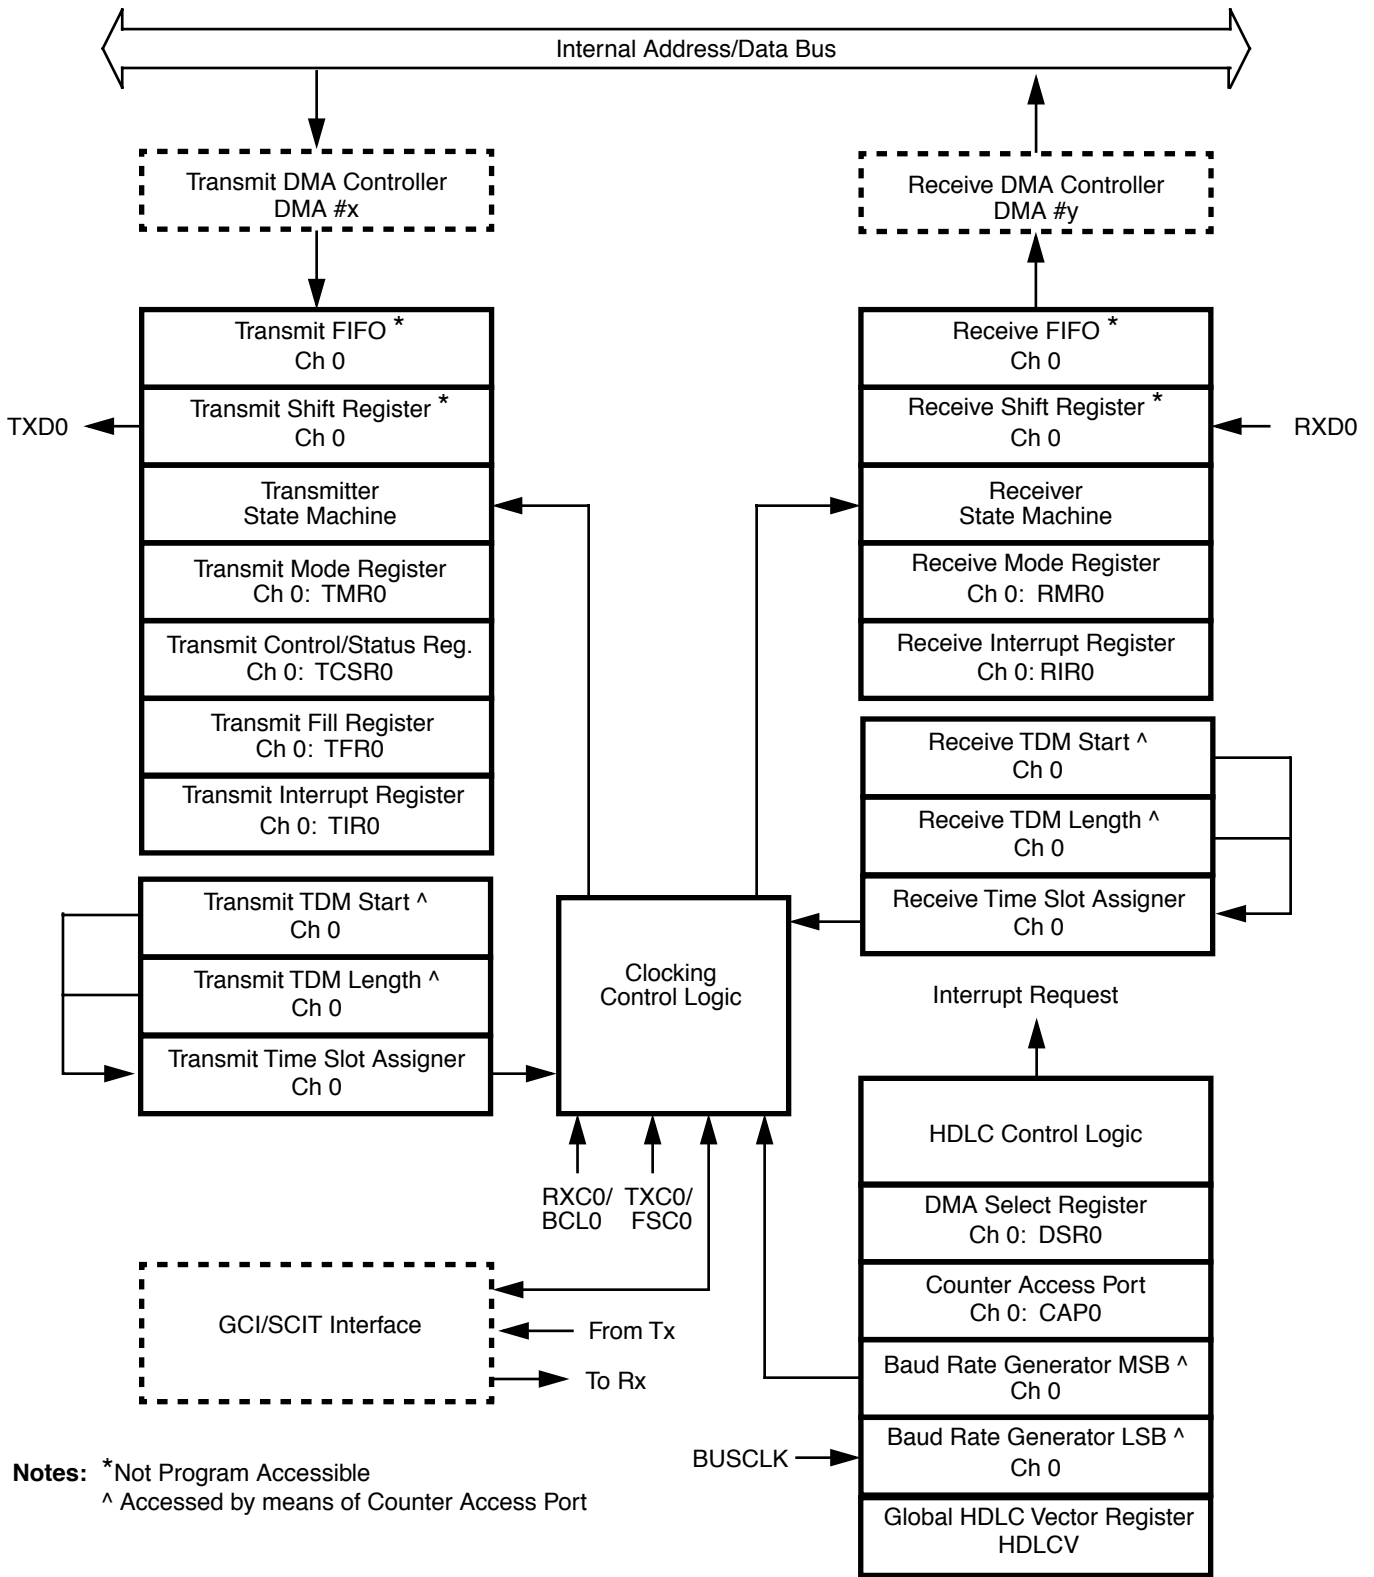 Internal Address/Data Bus
Transmit DMA Controller
DMA #x
Receive DMA Controller
DMA #y
Transmit FIFO *
Ch 0
Transmit Shift Register *
Ch 0
TXD0
Transmitter
State Machine
Transmit Mode Register
Ch 0: TMR0
Transmit Control/Status Reg.
Ch 0: TCSR0
Transmit Fill Register
Ch 0: TFR0
Transmit Interrupt Register
Ch 0: TIR0
Receive FIFO *
Ch 0
Receive Shift Register *
Ch 0
RXD0
Receiver
State Machine
Receive Mode Register
Ch 0: RMR0
Receive Interrupt Register
Ch 0: RIR0
Receive TDM Start ^
Ch 0
Receive TDM Length ^
Ch 0
Receive Time Slot Assigner
Ch 0
Transmit TDM Start ^
Ch 0
Transmit TDM Length ^
Ch 0
Transmit Time Slot Assigner
Ch 0
Clocking
Control Logic
RXC0/
BCL0
TXC0/
FSC0
Interrupt Request
HDLC Control Logic
DMA Select Register
Ch 0: DSR0
Counter Access Port
Ch 0: CAP0
Baud Rate Generator MSB ^
Ch 0
Baud Rate Generator LSB ^
Ch 0
Global HDLC Vector Register
HDLCV
BUSCLK
GCI/SCIT Interface
From Tx
To Rx
Notes: *Not Program Accessible
^ Accessed by means of Counter Access Port